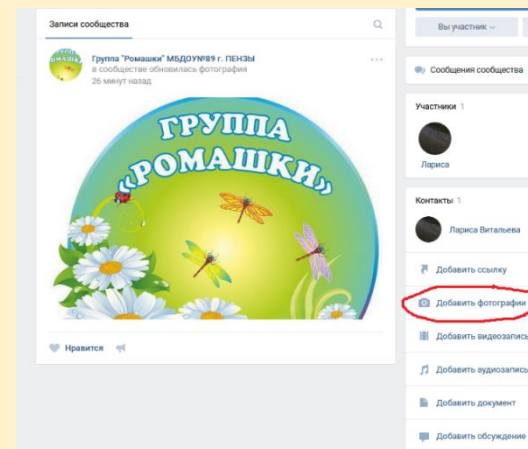 Записи сообщества
Группа "Ромашки" МБДОУ№89 г. ПЕНЗЫ
в сообществе обновилась фотография
26 минут назад
ГРУППА
«РОМАШКИ»
Нравится
Вы участник
Сообщения сообщества
Участники 1
Лариса
Контакты 1
Лариса Витальева
Добавить ссылку
Добавить фотографии
Добавить видеозапись
Добавить аудиозапись
Добавить документ
Добавить обсуждение